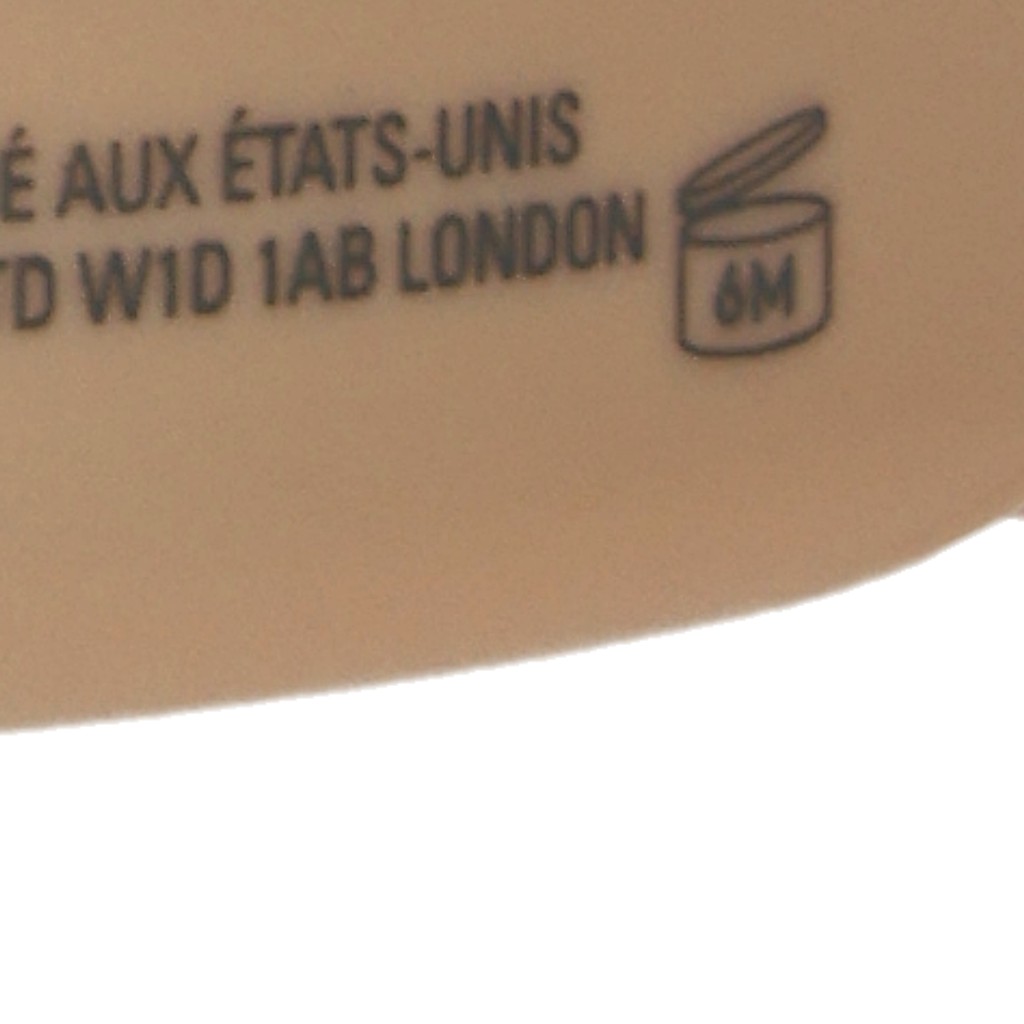 É AUX ÉTATS-UNIS
TD W1D 1AB LONDON
6M